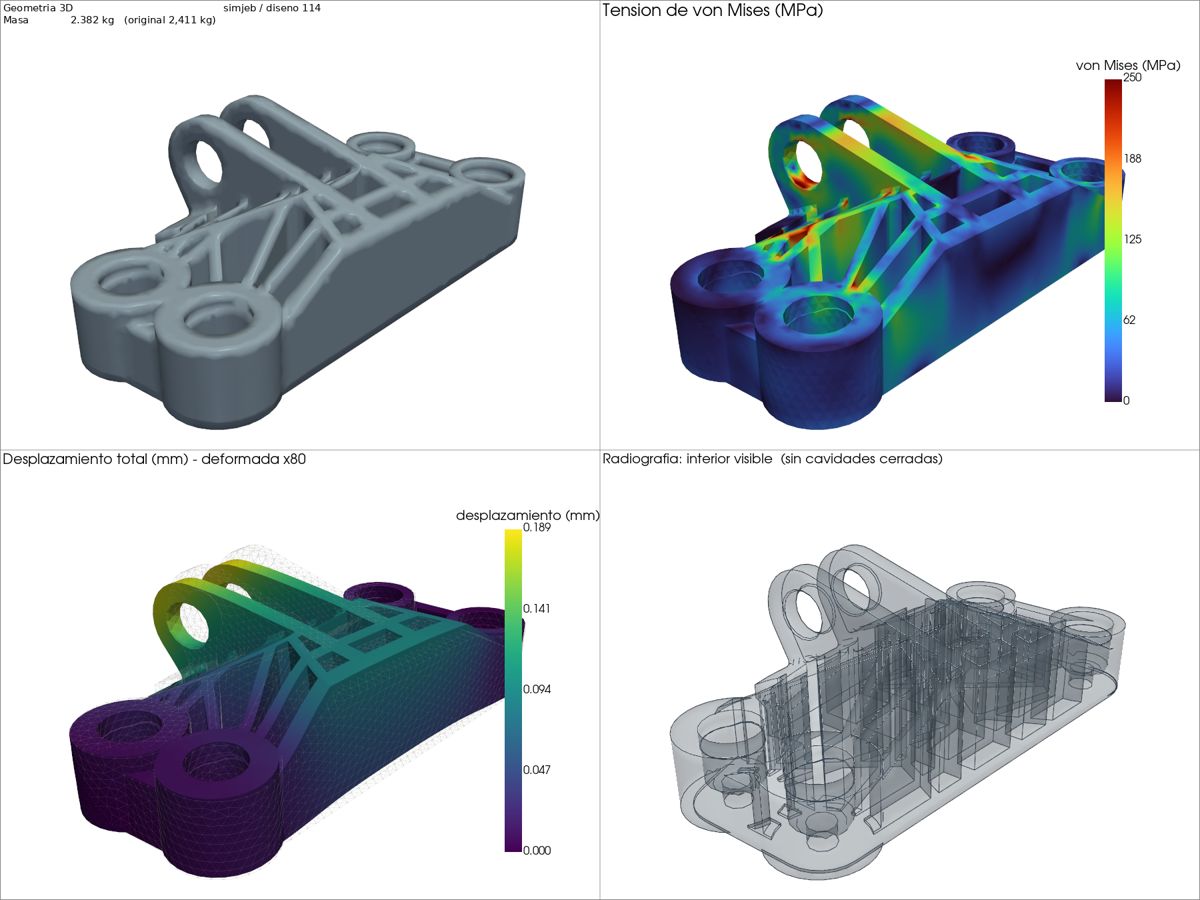 Geometria 3D simjeb / diseno 114
Masa 2.382 kg (original 2,411 kg)
Tension de von Mises (MPa)
von Mises (MPa)
250
188
125
62
0
Desplazamiento total (mm) - deformada x80
desplazamiento (mm)
0.189
0.141
0.094
0.047
0.000
Radiografia: interior visible (sin cavidades cerradas)